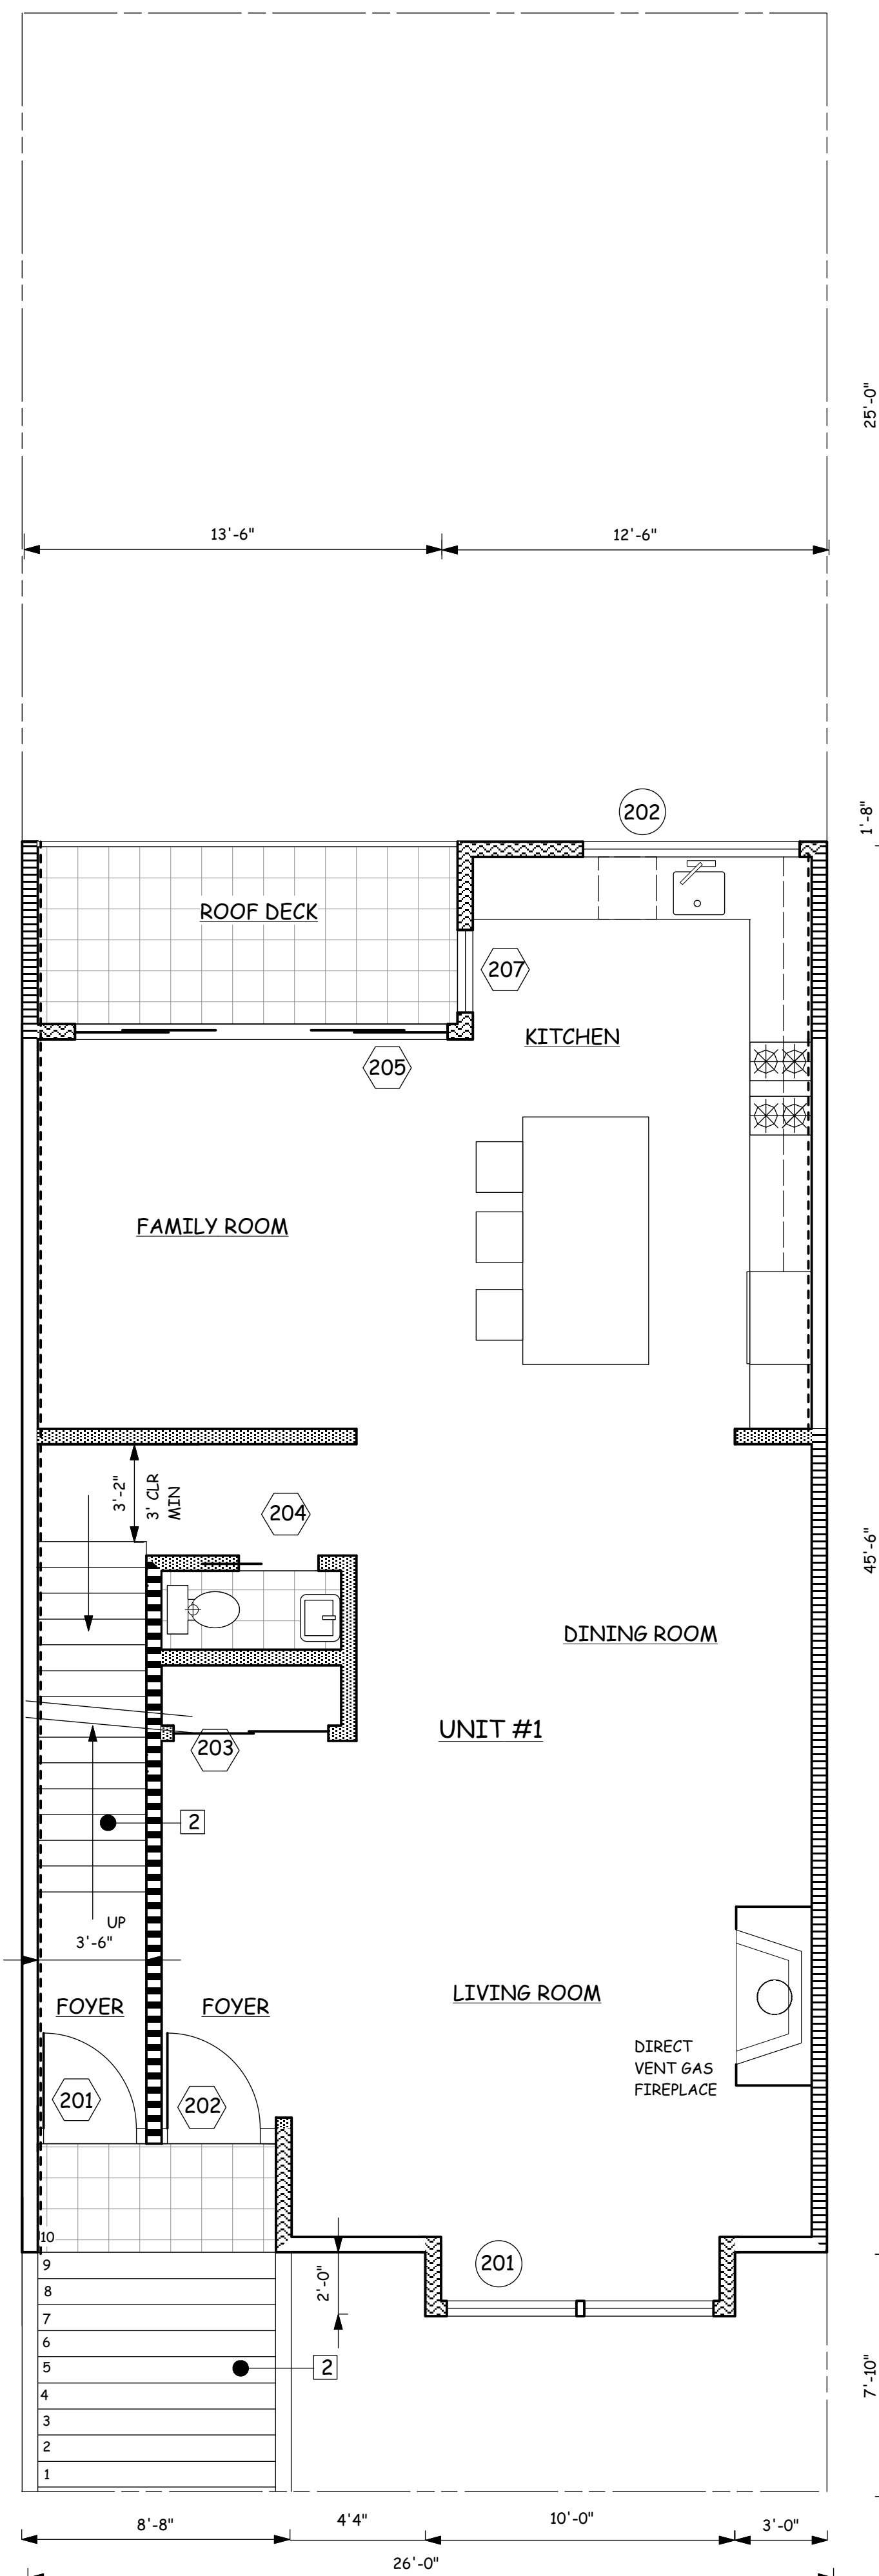 25'-0"
13'-6"
12'-6"
202
1'-8"
ROOF DECK
207
KITCHEN
205
FAMILY ROOM
3'-2"
3' CLR
MIN
204
45'-6"
DINING ROOM
UNIT #1
203
2
UP
3'-6"
FOYER
FOYER
LIVING ROOM
DIRECT
VENT GAS
FIREPLACE
201
202
10
9
8
7
6
5
4
3
2
1
2'-0"
201
2
7'-10"
8'-8"
4'4"
10'-0"
3'-0"
26'-0"